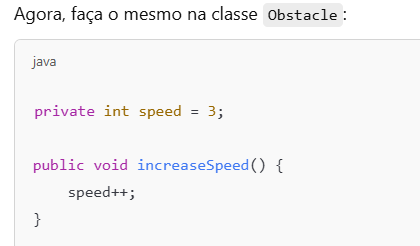 Agora, faça o mesmo na classe Obstacle:
java
private int speed = 3;
public void increaseSpeed() {
speed++;
}